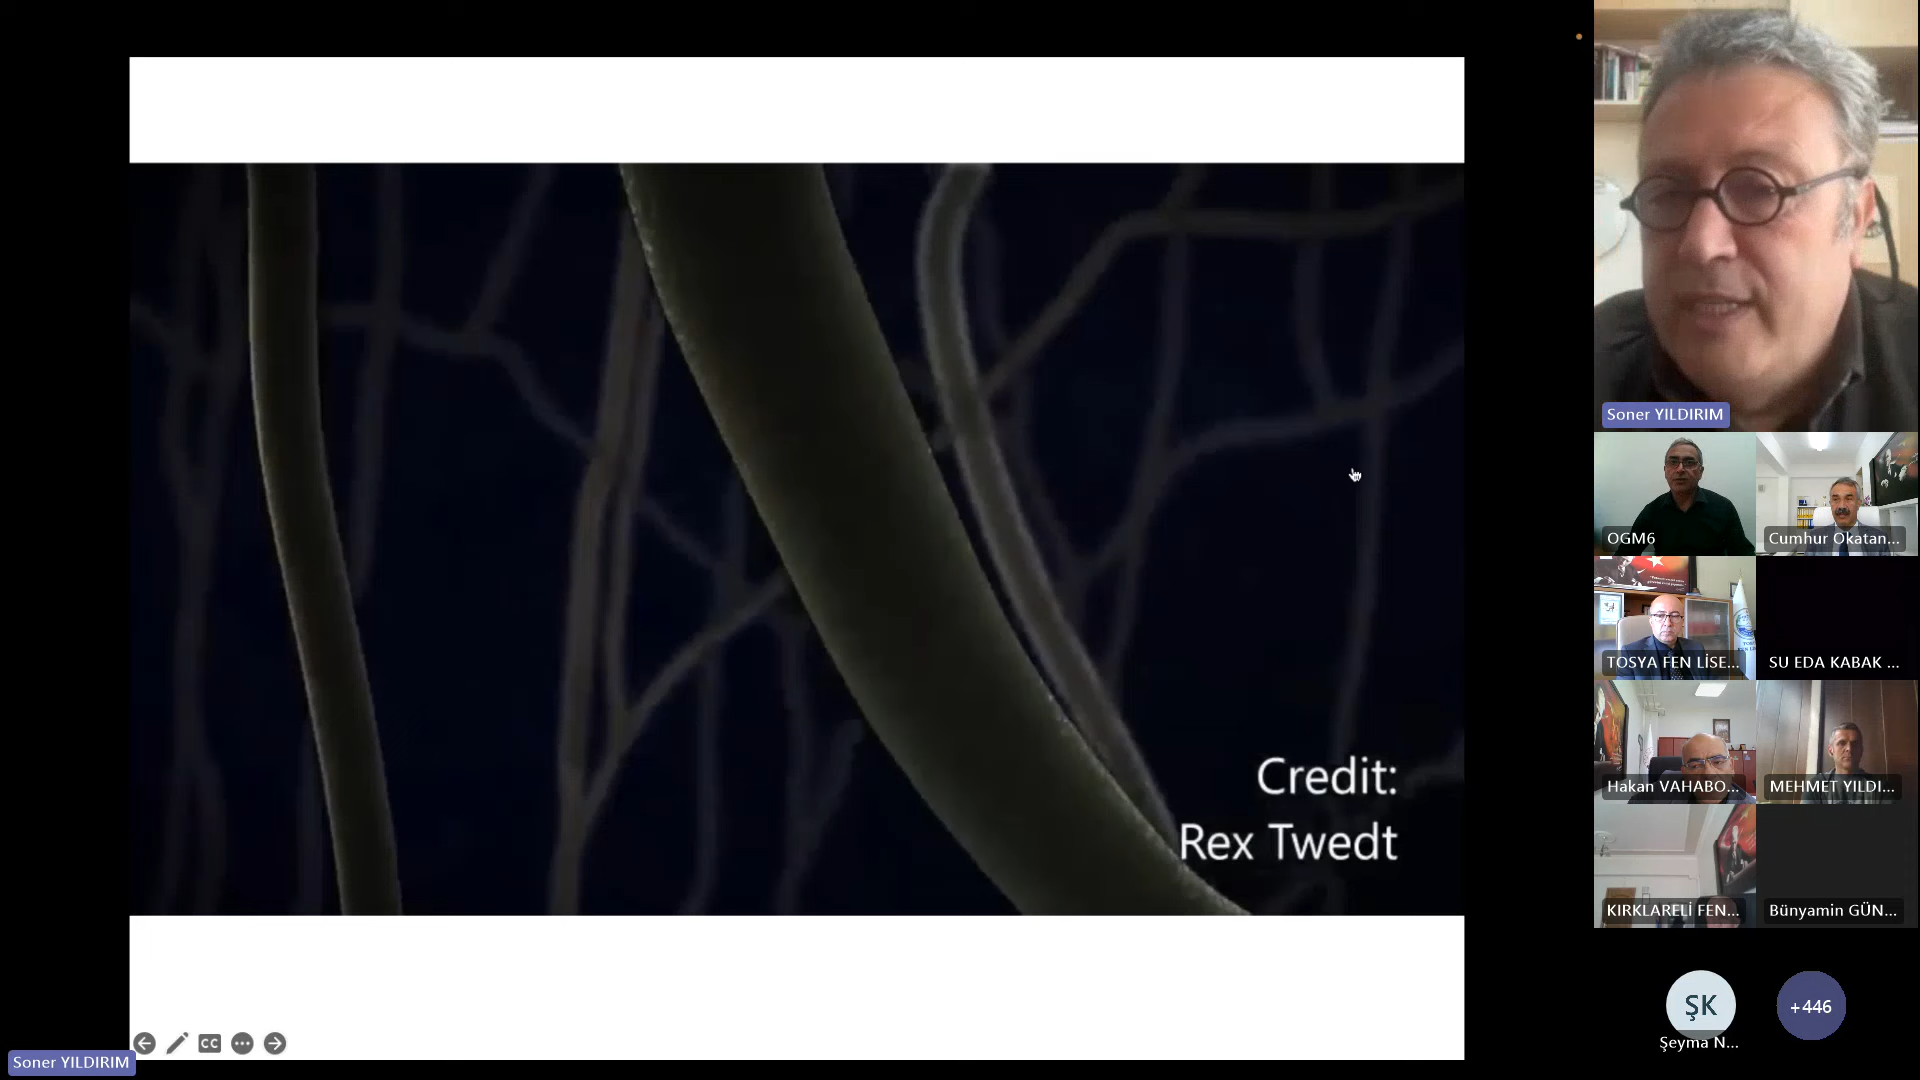 Credit:
Rex Twedt
Soner YILDIRIM
OGM6
Cumhur Okatan...
TOSYA FEN LİSE...
SU EDA KABAK ...
Hakan VAHABO...
MEHMET YILDI...
KIRKLARELİ FEN...
Bünyamin GÜN...
ŞK
+446
Şeyma N...
CC
Soner YILDIRIM